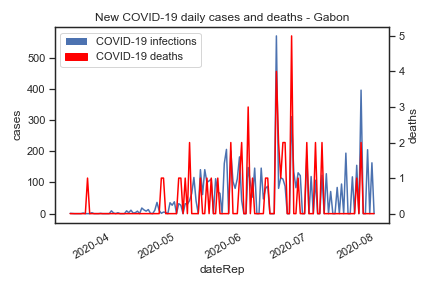 New COVID-19 daily cases and deaths - Gabon
COVID-19 infections
COVID-19 deaths
cases
500
400
300
200
100
0
deaths
5
4
3
2
1
0
2020-04
2020-05
2020-06
2020-07
2020-08
dateRep